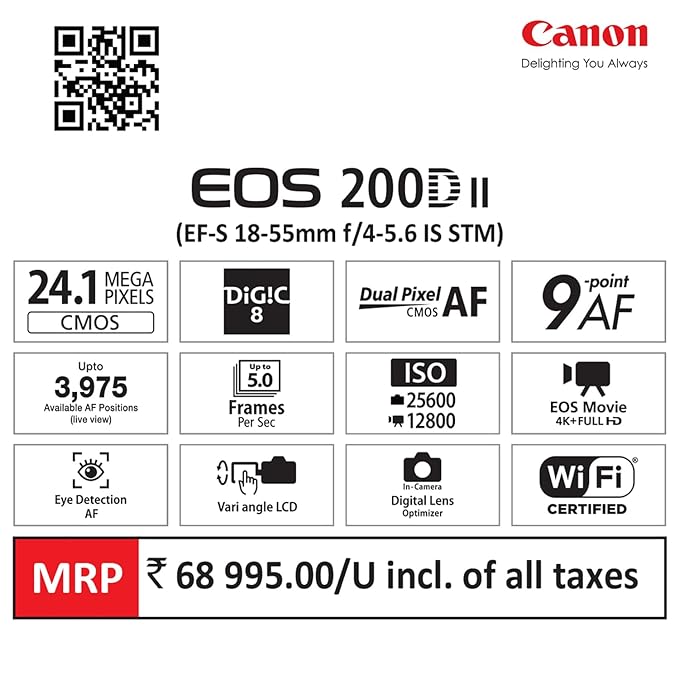 Canon
Delighting You Always
EOS 200D II
(EF-S 18-55mm f/4-5.6 IS STM)
24.1 MEGA PIXELS
CMOS
DiG!C
8
Dual Pixel CMOS AF
9-point AF
Upto
3,975
Available AF Positions
(live view)
Up to
5.0
Frames
Per Sec
ISO
25600
12800
EOS Movie
4K+FULL HD
Eye Detection
AF
Vari angle LCD
In-Camera
Digital Lens
Optimizer
Wi Fi ®
CERTIFIED
MRP ₹ 68 995.00/U incl. of all taxes